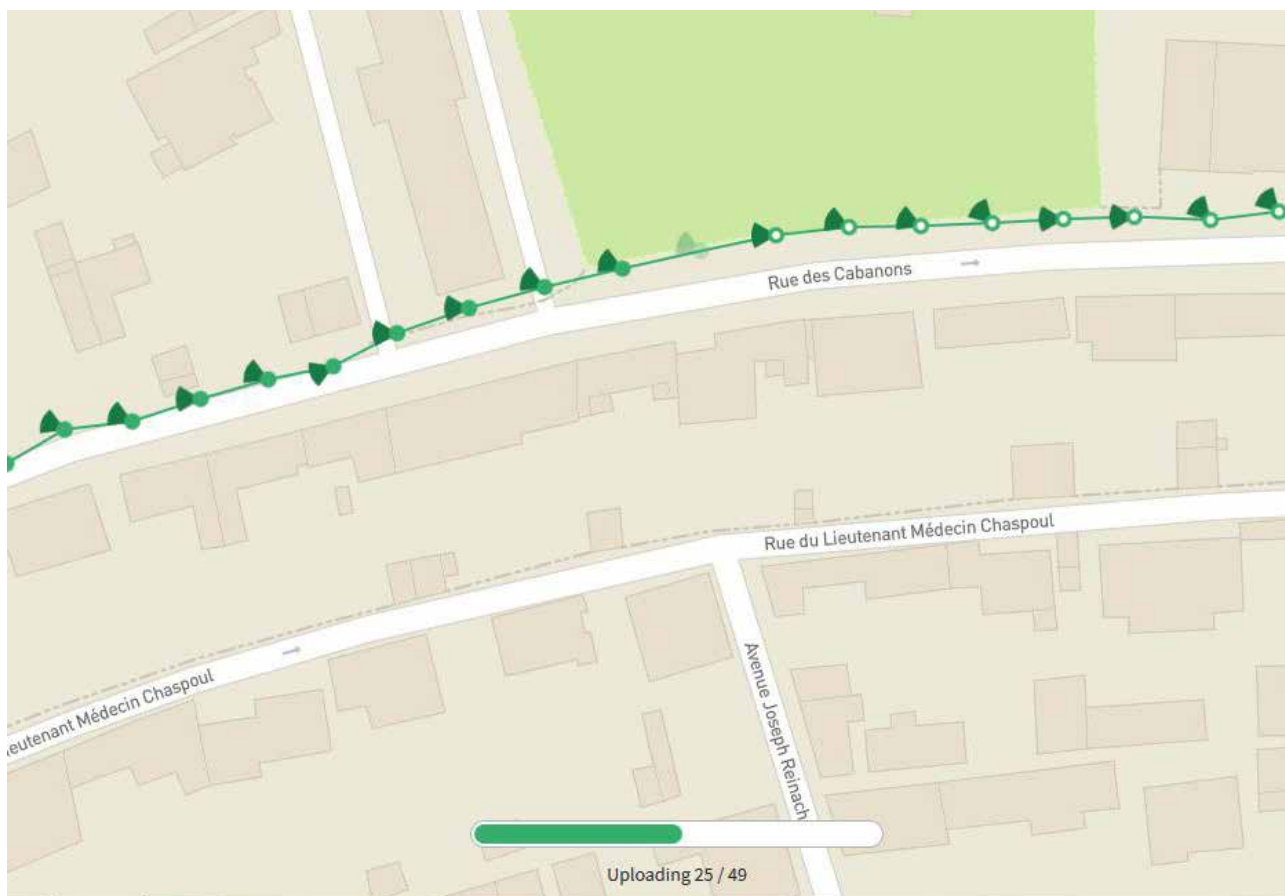 Rue des Cabanons
Rue du Lieutenant Médecin Chaspoul
ieutenant Médecin Chaspoul
Avenue Joseph Reinach
Uploading 25 / 49